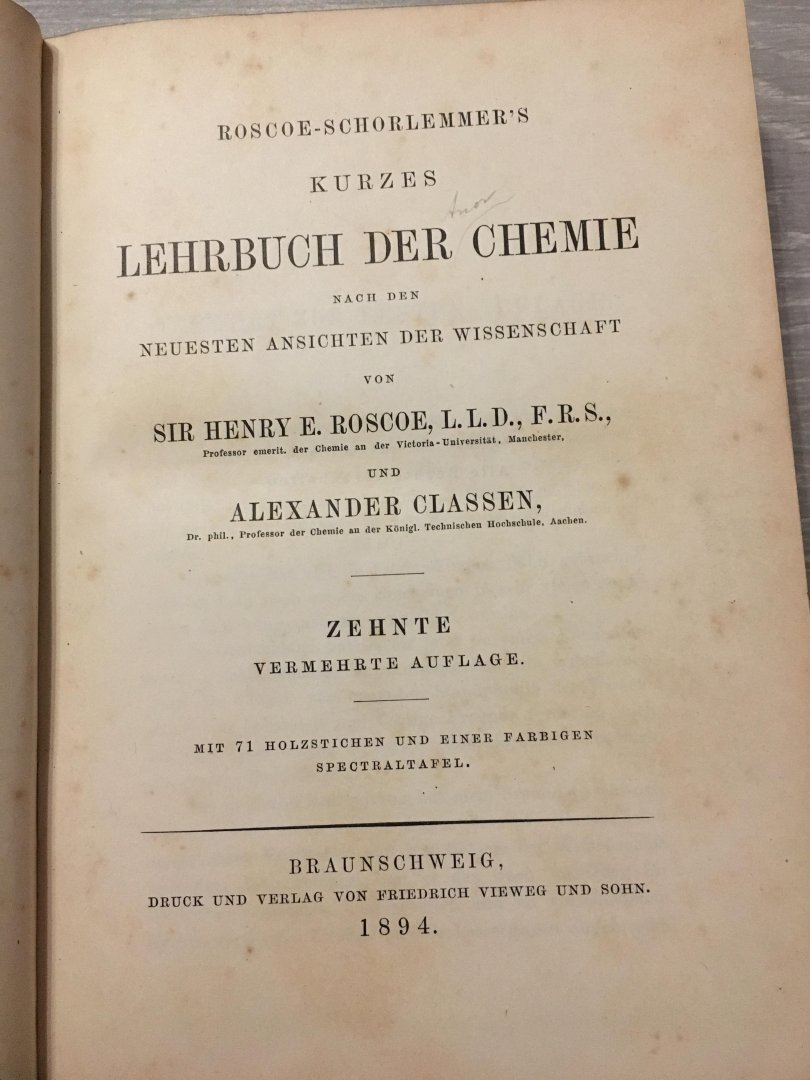 ROSCOE-SCHORLEMMER'S
KURZES
LEHRBUCH DER CHEMIE
NACH DEN
NEUESTEN ANSICHTEN DER WISSENSCHAFT
VON
SIR HENRY E. ROSCOE, L.L.D., F.R.S.,
Professor emerit. der Chemie an der Victoria-Universität, Manchester,
UND
ALEXANDER CLASSEN,
Dr. phil., Professor der Chemie an der Königl. Technischen Hochschule, Aachen.
ZEHNTE
VERMEHRTE AUFLAGE.
MIT 71 HOLZSTICHEN UND EINER FARBIGEN
SPECTRALTAFEL.
BRAUNSCHWEIG,
DRUCK UND VERLAG VON FRIEDRICH VIEWEG UND SOHN.
1894.